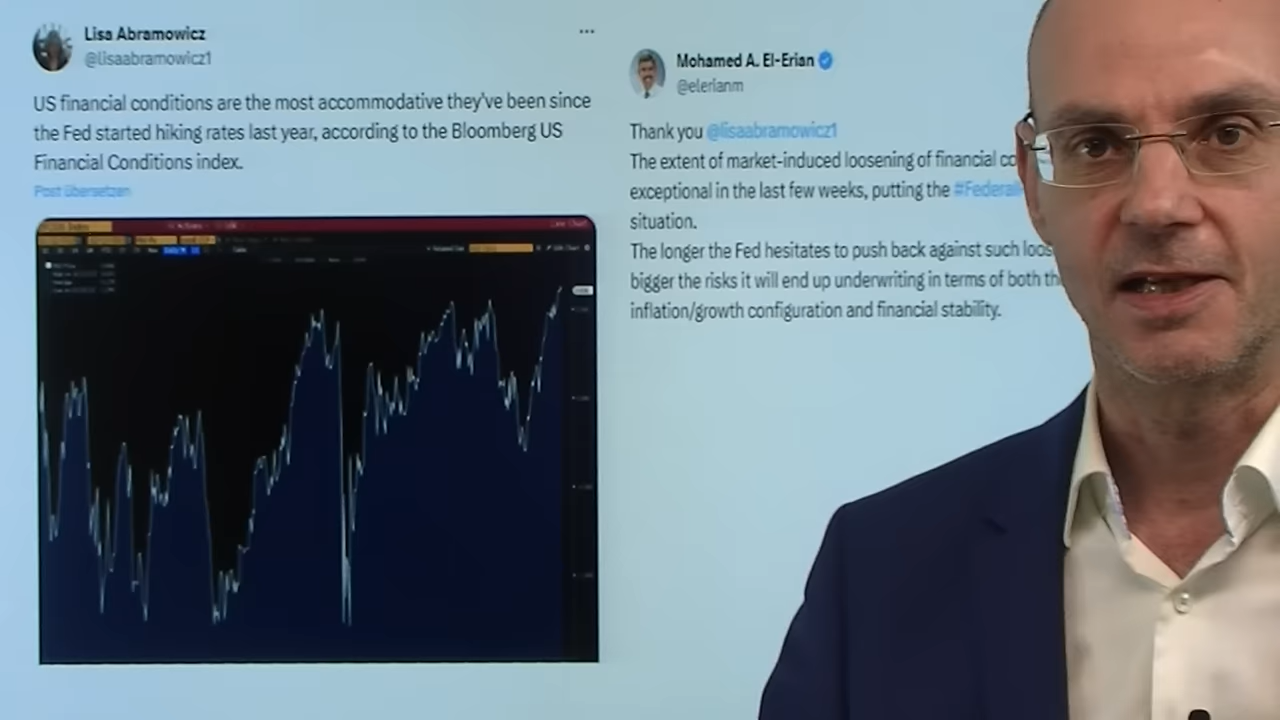 Lisa Abramowicz
@lisaabramowicz1
US financial conditions are the most accommodative they've been since
the Fed started hiking rates last year, according to the Bloomberg US
Financial Conditions index.
Post übersetzen
Mohamed A. El-Erian
@elerianm
Thank you @lisaabramowicz1
The extent of market-induced loosening of financial co
exceptional in the last few weeks, putting the #Federal
situation.
The longer the Fed hesitates to push back against such loos
bigger the risks it will end up underwriting in terms of both th
inflation/growth configuration and financial stability.